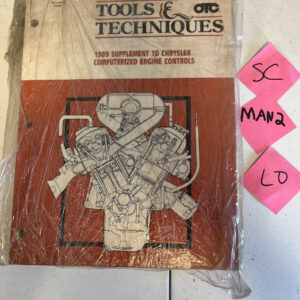 TOOLS &
TECHNIQUES
OTC
1989 SUPPLEMENT TO CHRYSLER
COMPUTERIZED ENGINE CONTROLS
SC
MAN2
LO